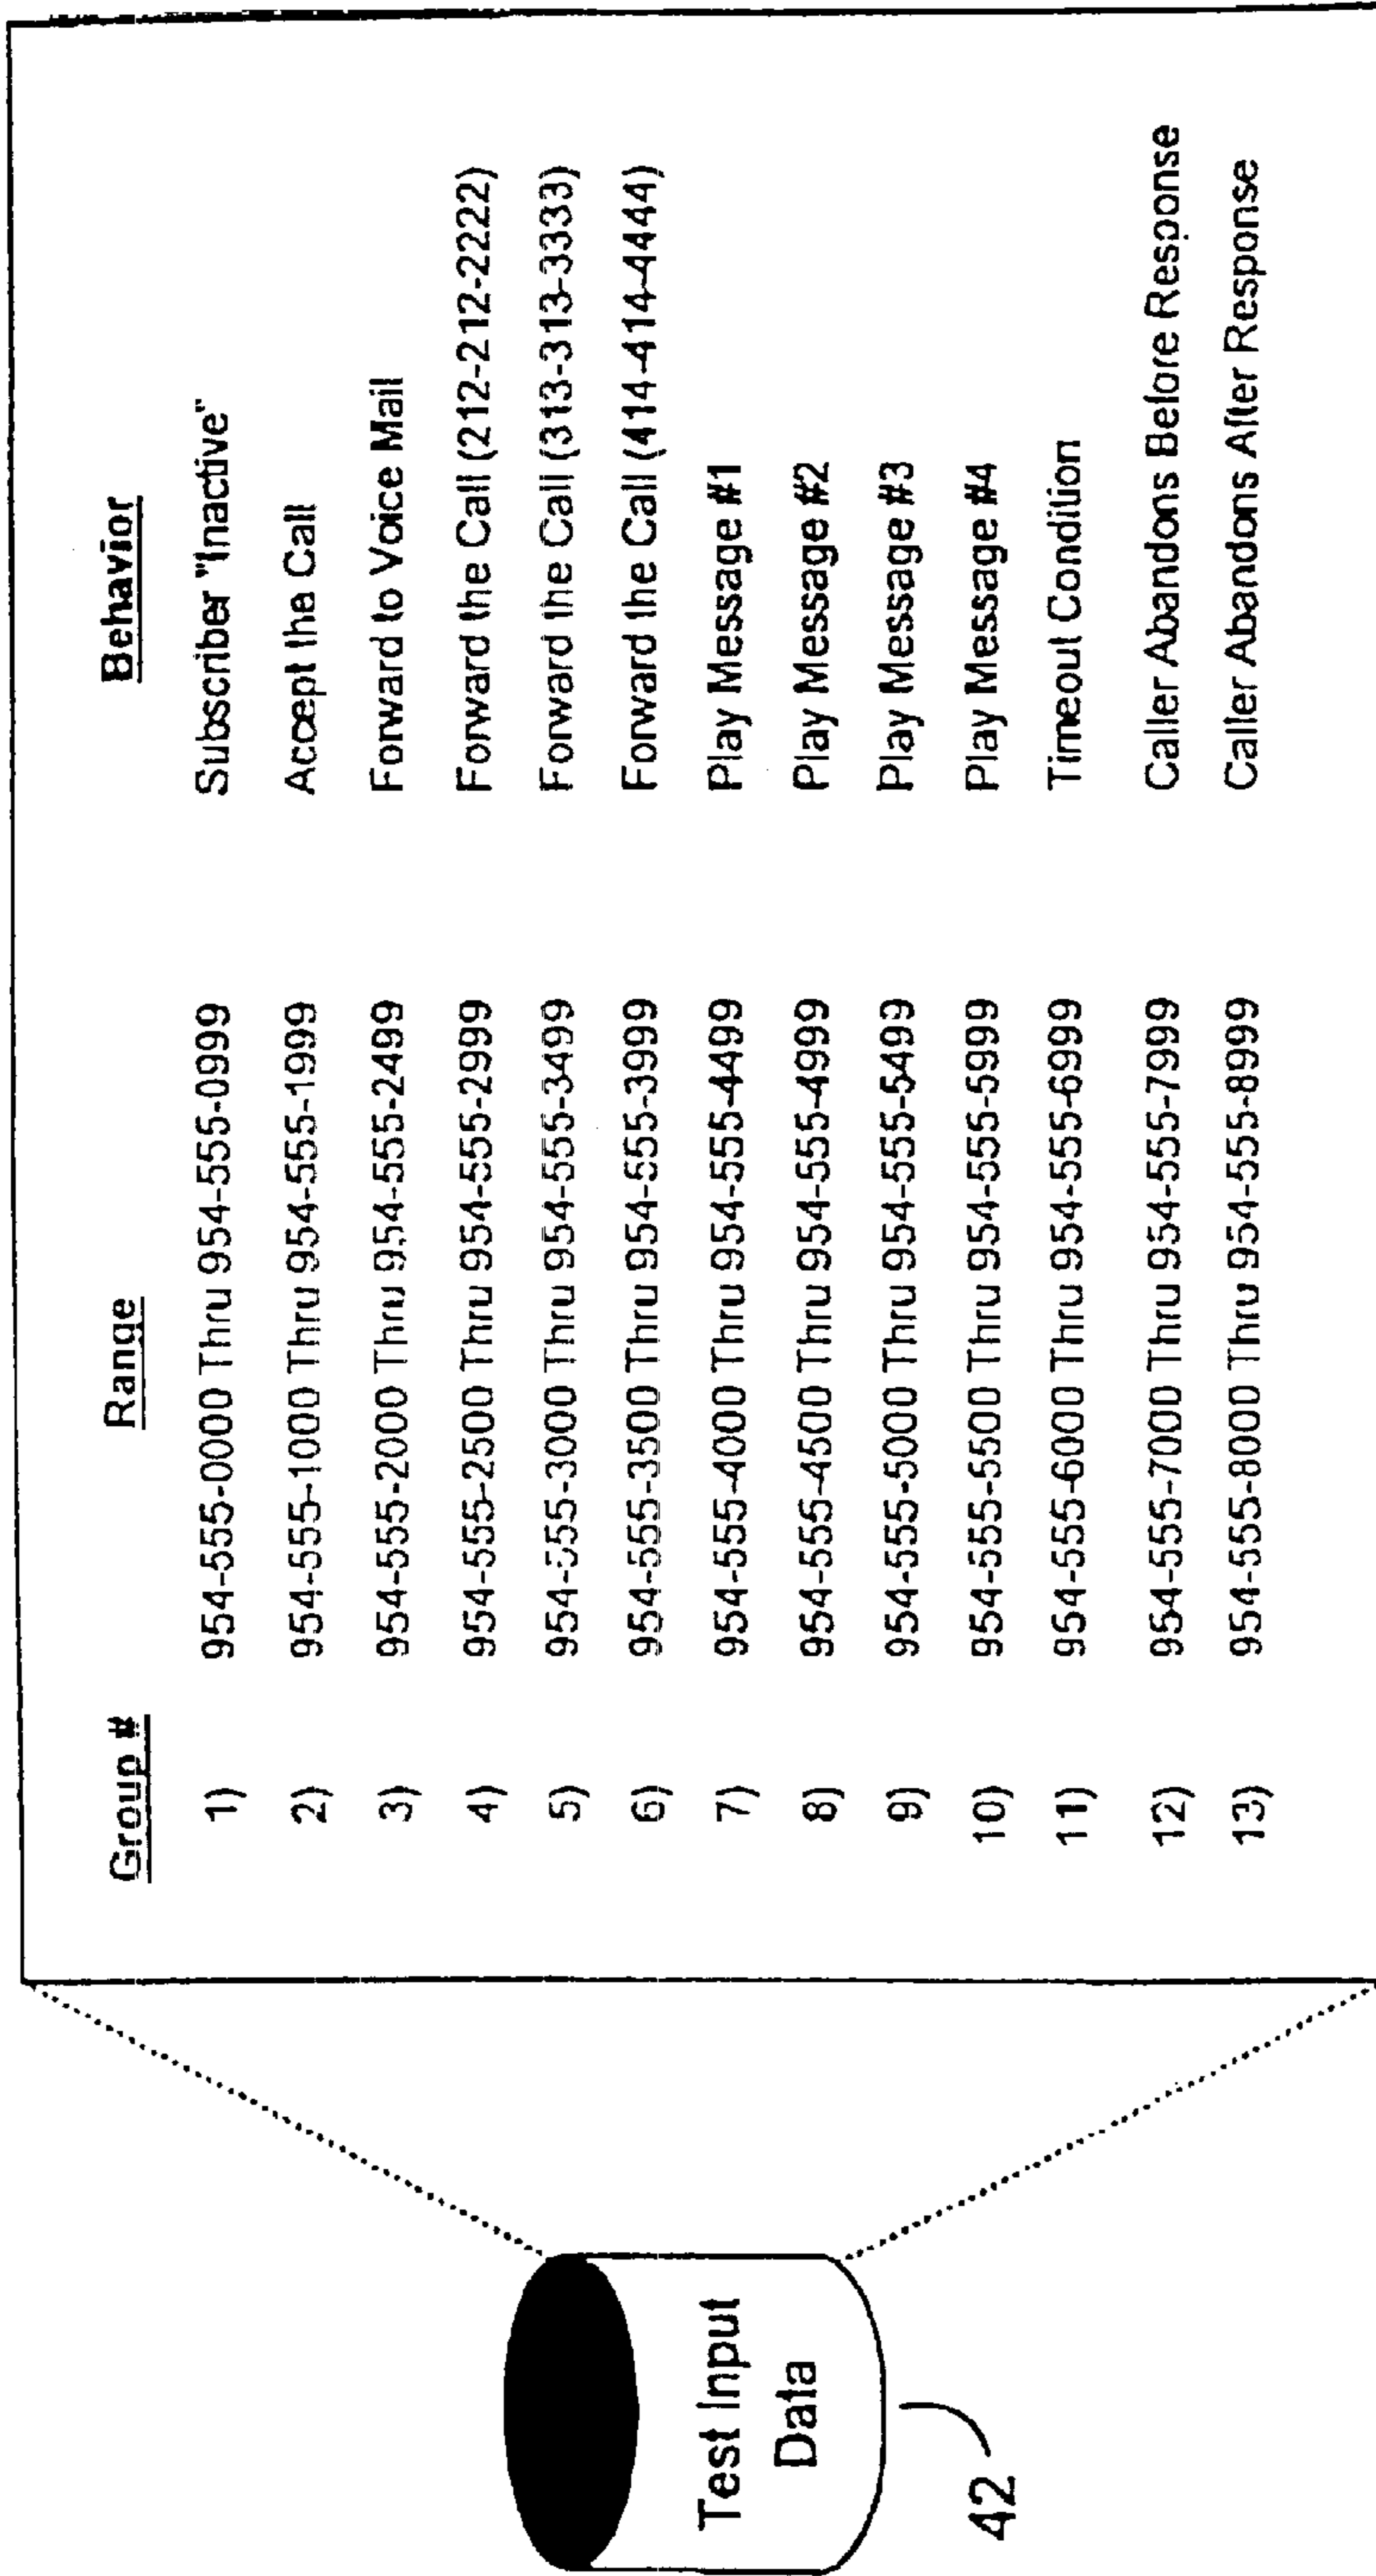 Group # Range Behavior
1) 954-555-0000 Thru 954-555-0999 Subscriber "Inactive"
2) 954-555-1000 Thru 954-555-1999 Accept the Call
3) 954-555-2000 Thru 954-555-2499 Forward to Voice Mail
4) 954-555-2500 Thru 954-555-2999 Forward the Call (212-212-2222)
5) 954-555-3000 Thru 954-555-3499 Forward the Call (313-313-3333)
6) 954-555-3500 Thru 954-555-3999 Forward the Call (414-414-4444)
7) 954-555-4000 Thru 954-555-4499 Play Message #1
8) 954-555-4500 Thru 954-555-4999 Play Message #2
9) 954-555-5000 Thru 954-555-5499 Play Message #3
10) 954-555-5500 Thru 954-555-5999 Play Message #4
11) 954-555-6000 Thru 954-555-6999 Timeout Condition
12) 954-555-7000 Thru 954-555-7999 Caller Abandons Before Response
13) 954-555-8000 Thru 954-555-8999 Caller Abandons After Response
Test Input
Data
42